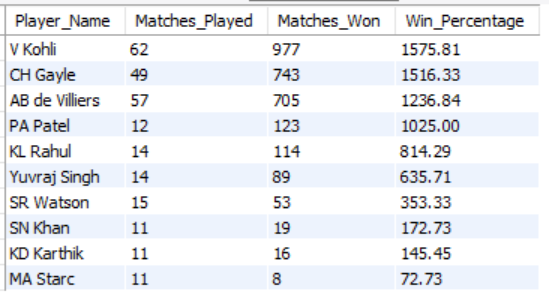 Player_Name Matches_Played Matches_Won Win_Percentage
V Kohli 62 977 1575.81
CH Gayle 49 743 1516.33
AB de Villiers 57 705 1236.84
PA Patel 12 123 1025.00
KL Rahul 14 114 814.29
Yuvraj Singh 14 89 635.71
SR Watson 15 53 353.33
SN Khan 11 19 172.73
KD Karthik 11 16 145.45
MA Starc 11 8 72.73